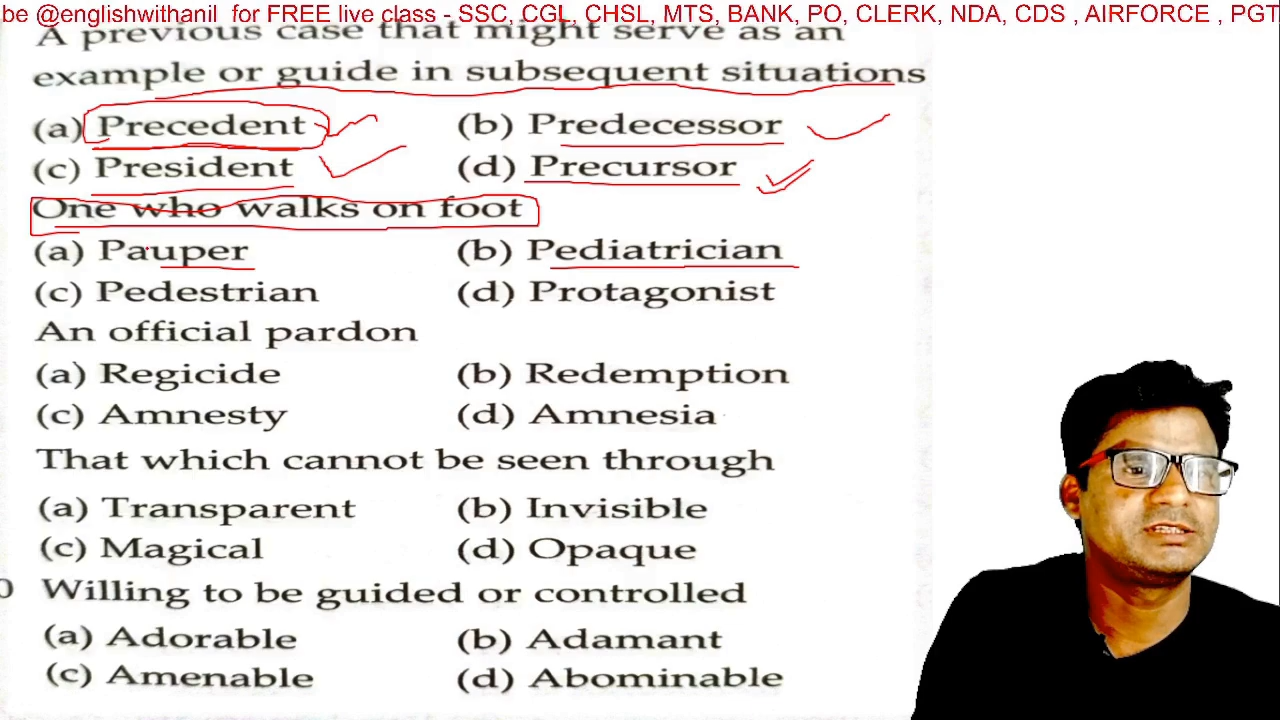 be @englishwithanil for FREE live class - SSC, CGL, CHSL, MTS, BANK, PO, CLERK, NDA, CDS , AIRFORCE , PGT
A previous case that might serve as an
example or guide in subsequent situations
(a) Precedent (b) Predecessor
(c) President (d) Precursor
One who walks on foot
(a) Pauper (b) Pediatrician
(c) Pedestrian (d) Protagonist
An official pardon
(a) Regicide (b) Redemption
(c) Amnesty (d) Amnesia
That which cannot be seen through
(a) Transparent (b) Invisible
(c) Magical (d) Opaque
0 Willing to be guided or controlled
(a) Adorable (b) Adamant
(c) Amenable (d) Abominable